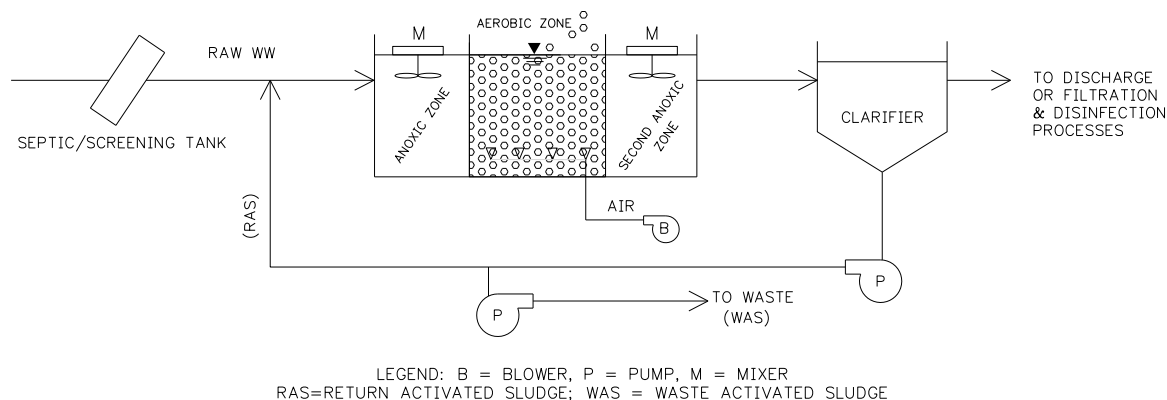 AEROBIC ZONE
M
M
RAW WW
SEPTIC/SCREENING TANK
ANOXIC ZONE
SECOND ANOXIC
ZONE
CLARIFIER
TO DISCHARGE
OR FILTRATION
& DISINFECTION
PROCESSES
(RAS)
AIR
B
P
P
TO WASTE
(WAS)
LEGEND: B = BLOWER, P = PUMP, M = MIXER
RAS=RETURN ACTIVATED SLUDGE; WAS = WASTE ACTIVATED SLUDGE